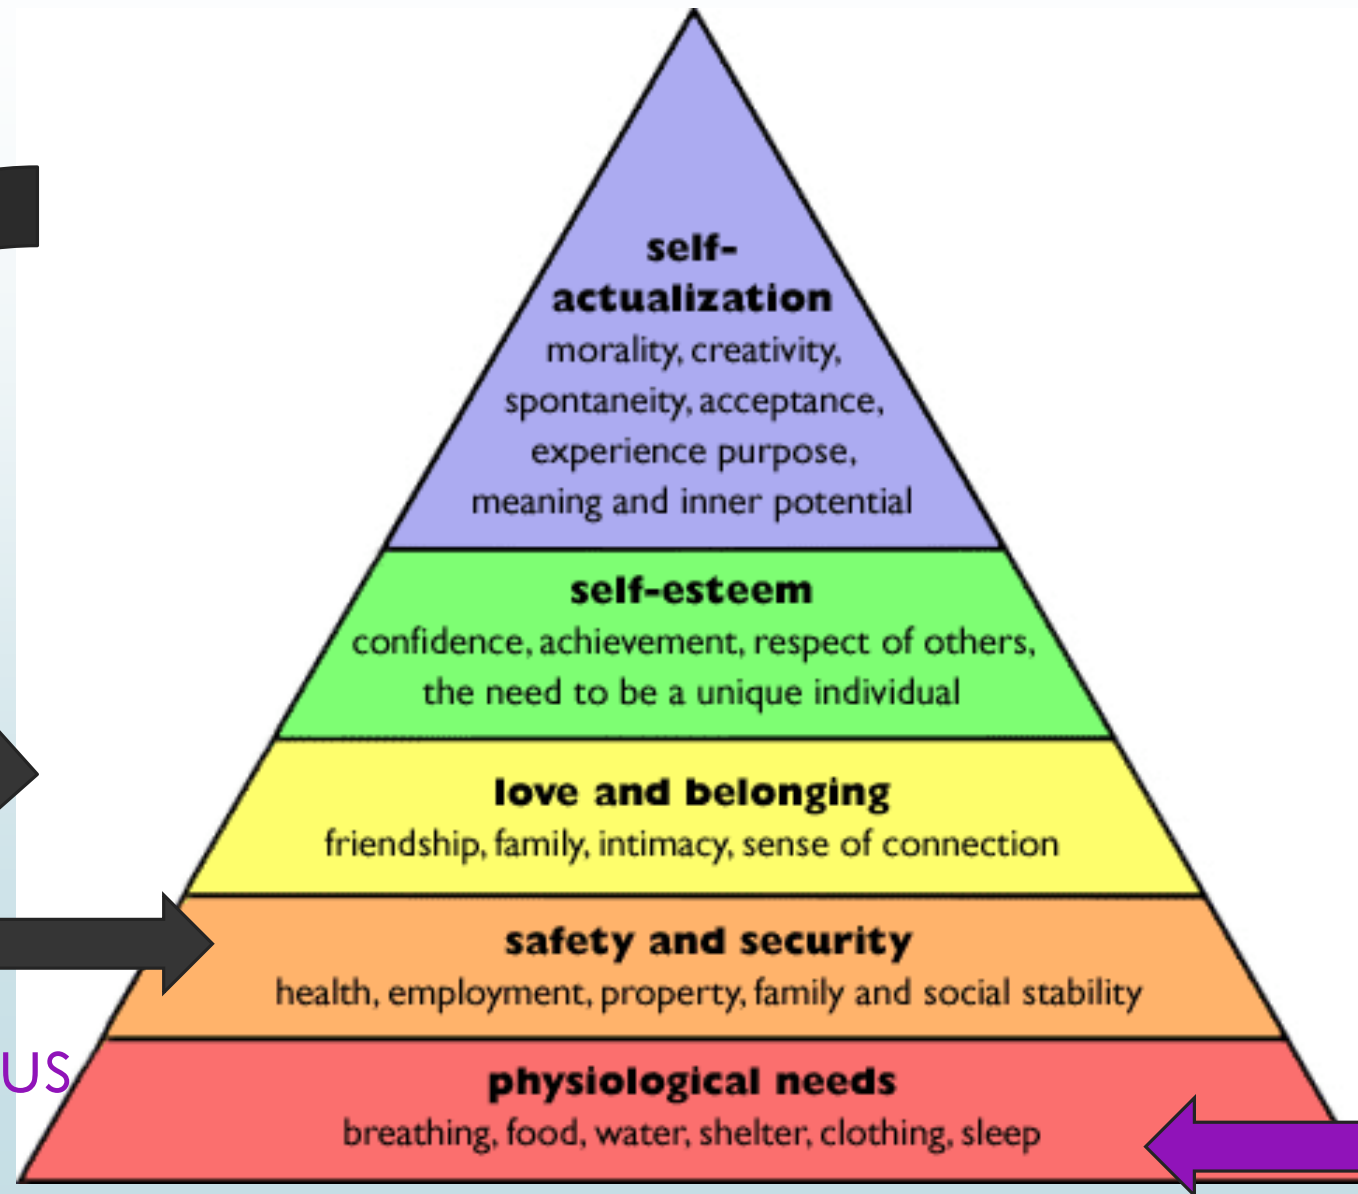 self-
actualization
morality, creativity,
spontaneity, acceptance,
experience purpose,
meaning and inner potential
self-esteem
confidence, achievement, respect of others,
the need to be a unique individual
love and belonging
friendship, family, intimacy, sense of connection
safety and security
health, employment, property, family and social stability
US
physiological needs
breathing, food, water, shelter, clothing, sleep